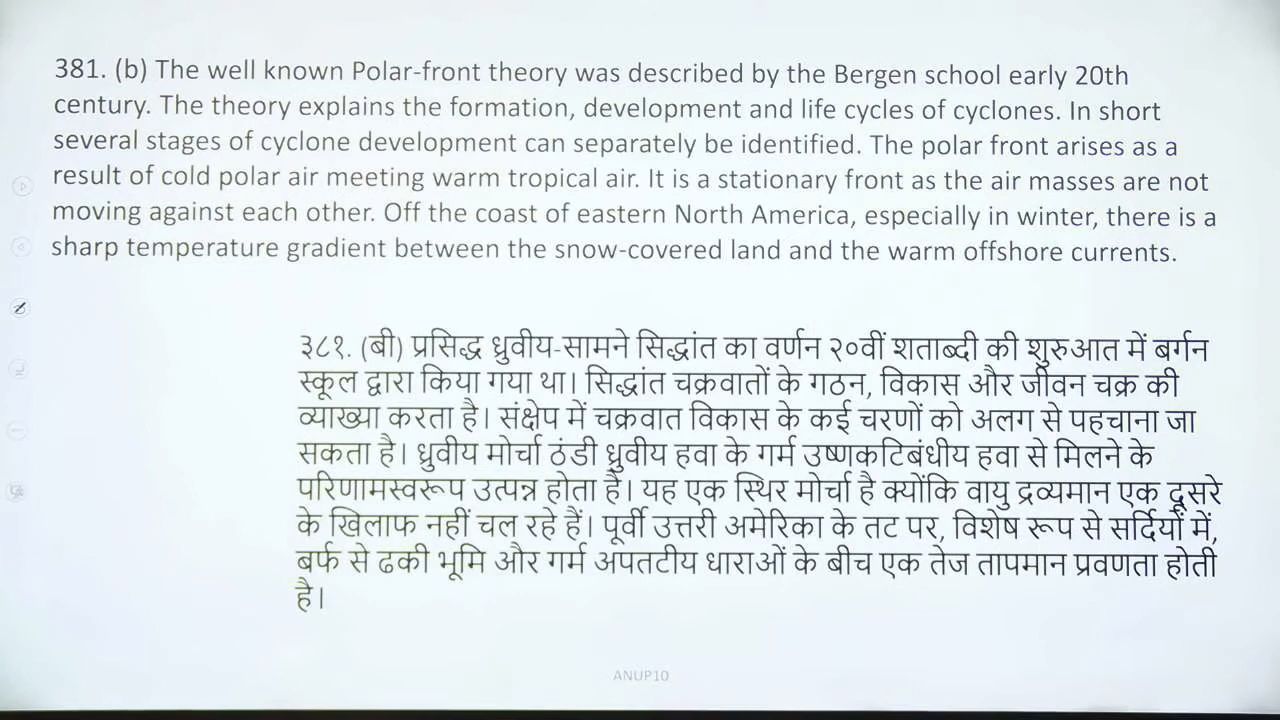 381. (b) The well known Polar-front theory was described by the Bergen school early 20th
century. The theory explains the formation, development and life cycles of cyclones. In short
several stages of cyclone development can separately be identified. The polar front arises as a
result of cold polar air meeting warm tropical air. It is a stationary front as the air masses are not
moving against each other. Off the coast of eastern North America, especially in winter, there is a
sharp temperature gradient between the snow-covered land and the warm offshore currents.
३८१. (बी) प्रसिद्ध ध्रुवीय-सामने सिद्धांत का वर्णन २०वीं शताब्दी की शुरुआत में बर्गन
स्कूल द्वारा किया गया था। सिद्धांत चक्रवातों के गठन, विकास और जीवन चक्र की
व्याख्या करता है। संक्षेप में चक्रवात विकास के कई चरणों को अलग से पहचाना जा
सकता है। ध्रुवीय मोर्चा ठंडी ध्रुवीय हवा के गर्म उष्णकटिबंधीय हवा से मिलने के
परिणामस्वरूप उत्पन्न होता है। यह एक स्थिर मोर्चा है क्योंकि वायु द्रव्यमान एक दूसरे
के खिलाफ नहीं चल रहे हैं। पूर्वी उत्तरी अमेरिका के तट पर, विशेष रूप से सर्दियों में,
बर्फ से ढकी भूमि और गर्म अपतटीय धाराओं के बीच एक तेज तापमान प्रवणता होती
है।
ANUP10